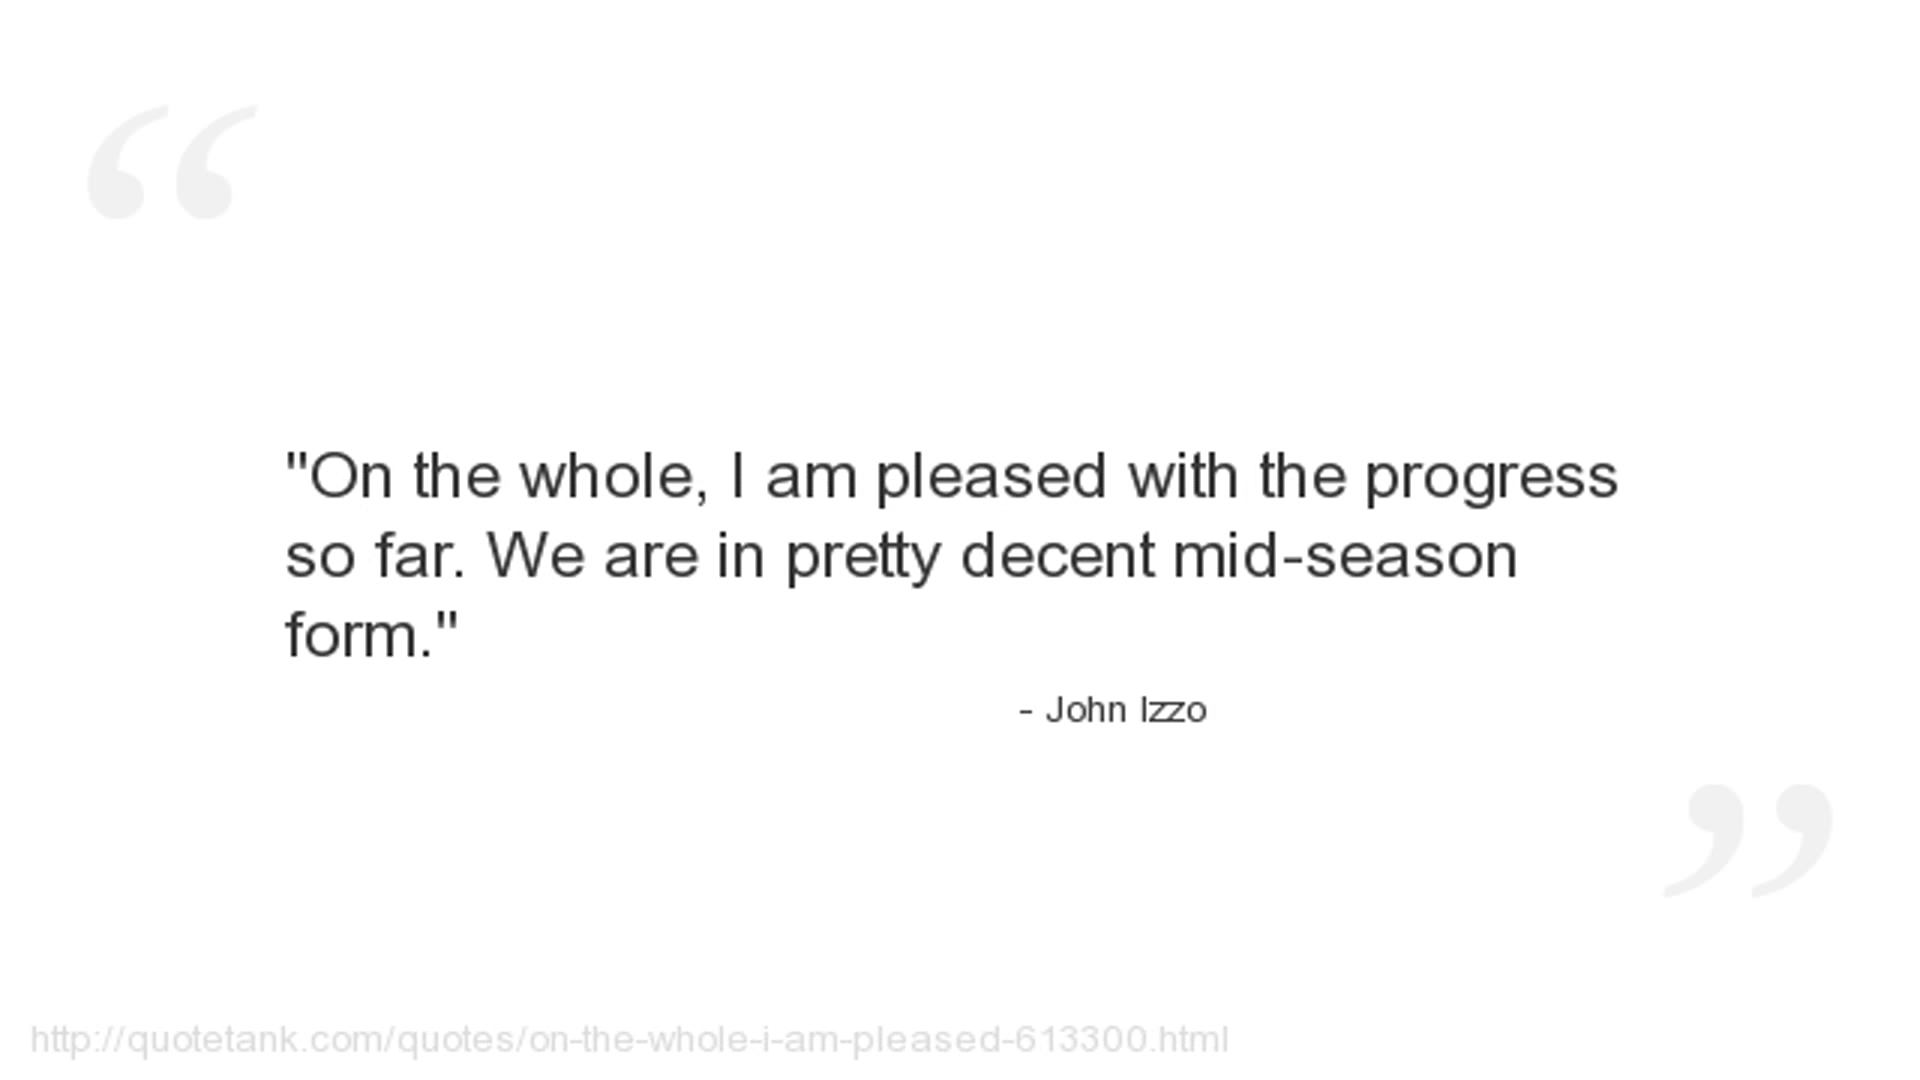 "On the whole, I am pleased with the progress
so far. We are in pretty decent mid-season
form."
- John Izzo
http://quotetank.com/quotes/on-the-whole-i-am-pleased-613300.html